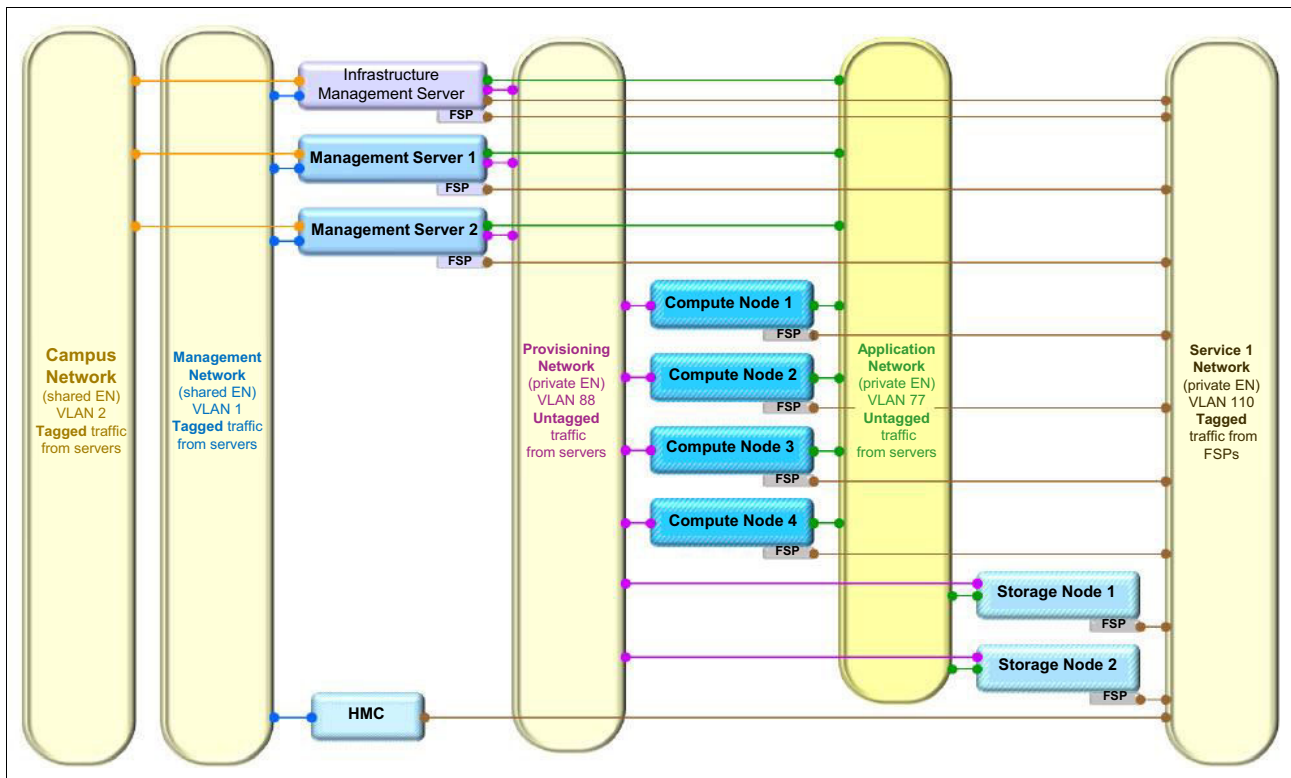 Infrastructure
Management Server
FSP
Management Server 1
FSP
Management Server 2
FSP
Campus
Network
(shared EN)
VLAN 2
Tagged traffic
from servers
Management
Network
(shared EN)
VLAN 1
Tagged traffic
from servers
Provisioning
Network
(private EN)
VLAN 88
Untagged
traffic
from servers
Compute Node 1
FSP
Compute Node 2
FSP
Compute Node 3
FSP
Compute Node 4
FSP
Application
Network
(private EN)
VLAN 77
Untagged
traffic
from servers
Service 1
Network
(private EN)
VLAN 110
Tagged
traffic from
FSPs
Storage Node 1
FSP
Storage Node 2
FSP
HMC